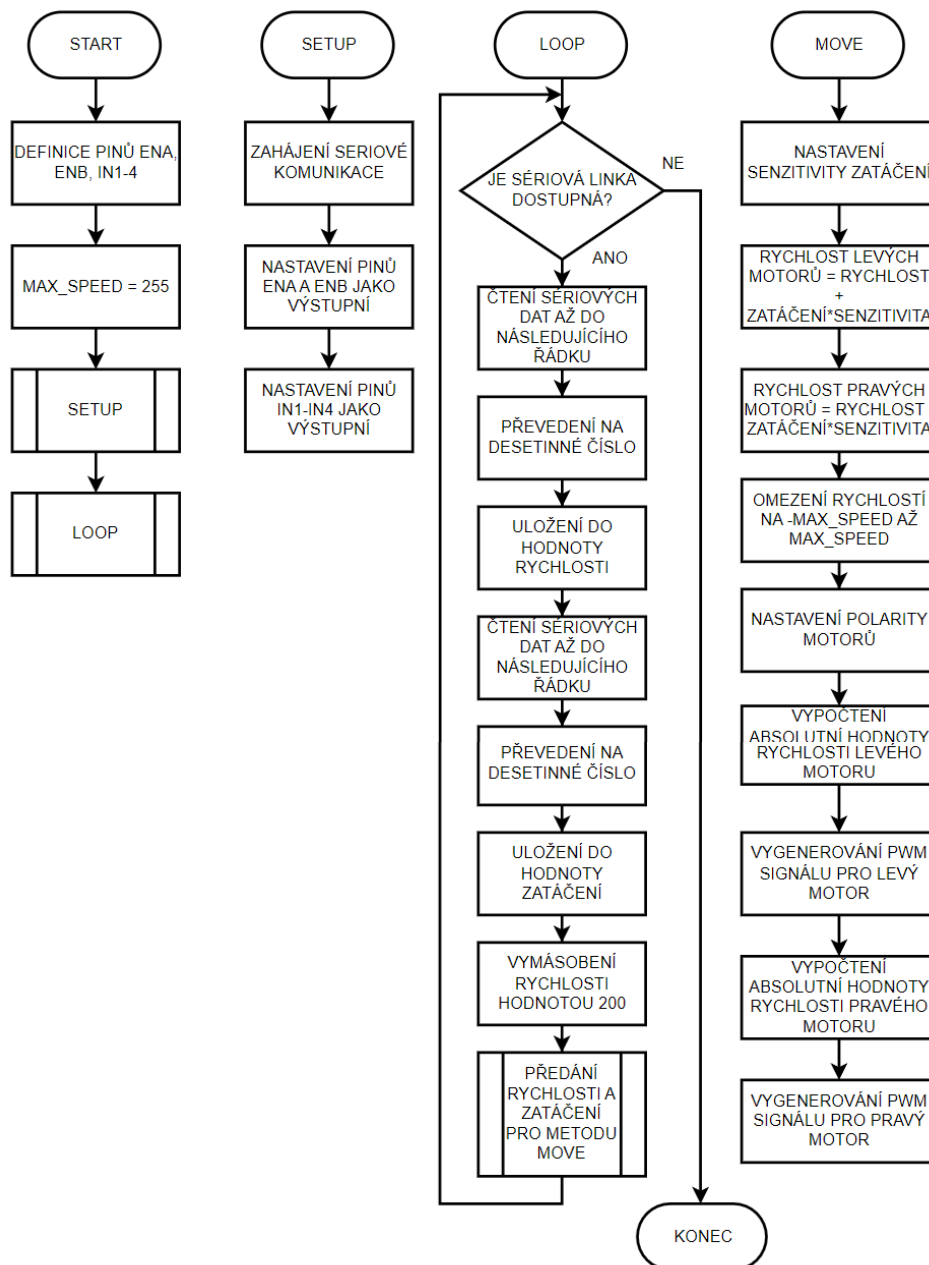 START
DEFINICE PINŮ ENA,
ENB, IN1-4
MAX_SPEED = 255
SETUP
LOOP
SETUP
ZAHÁJENÍ SERIOVÉ
KOMUNIKACE
NASTAVENÍ PINŮ
ENA A ENB JAKO
VÝSTUPNÍ
NASTAVENÍ PINŮ
IN1-IN4 JAKO
VÝSTUPNÍ
LOOP
JE SÉRIOVÁ LINKA
DOSTUPNÁ?
NE
ANO
ČTENÍ SÉRIOVÝCH
DAT AŽ DO
NÁSLEDUJÍCÍHO
ŘÁDKU
PŘEVEDENÍ NA
DESETINNÉ ČÍSLO
ULOŽENÍ DO
HODNOTY
RYCHLOSTI
ČTENÍ SÉRIOVÝCH
DAT AŽ DO
NÁSLEDUJÍCÍHO
ŘÁDKU
PŘEVEDENÍ NA
DESETINNÉ ČÍSLO
ULOŽENÍ DO
HODNOTY
ZATÁČENÍ
VYMÁSOBENÍ
RYCHLOSTI
HODNOTOU 200
PŘEDÁNÍ
RYCHLOSTI A
ZATÁČENÍ
PRO METODU
MOVE
KONEC
MOVE
NASTAVENÍ
SENZITIVITY ZATÁČENÍ
RYCHLOST LEVÝCH
MOTORŮ = RYCHLOST
+
ZATÁČENÍ*SENZITIVITA
RYCHLOST PRAVÝCH
MOTORŮ = RYCHLOST
ZATÁČENÍ*SENZITIVITA
OMEZENÍ RYCHLOSTÍ
NA -MAX_SPEED AŽ
MAX_SPEED
NASTAVENÍ POLARITY
MOTORŮ
VYPOČTENÍ
ABSOLUTNÍ HODNOTY
RYCHLOSTI LEVÉHO
MOTORU
VYGENEROVÁNÍ PWM
SIGNÁLU PRO LEVÝ
MOTOR
VYPOČTENÍ
ABSOLUTNÍ HODNOTY
RYCHLOSTI PRAVÉHO
MOTORU
VYGENEROVÁNÍ PWM
SIGNÁLU PRO PRAVÝ
MOTOR